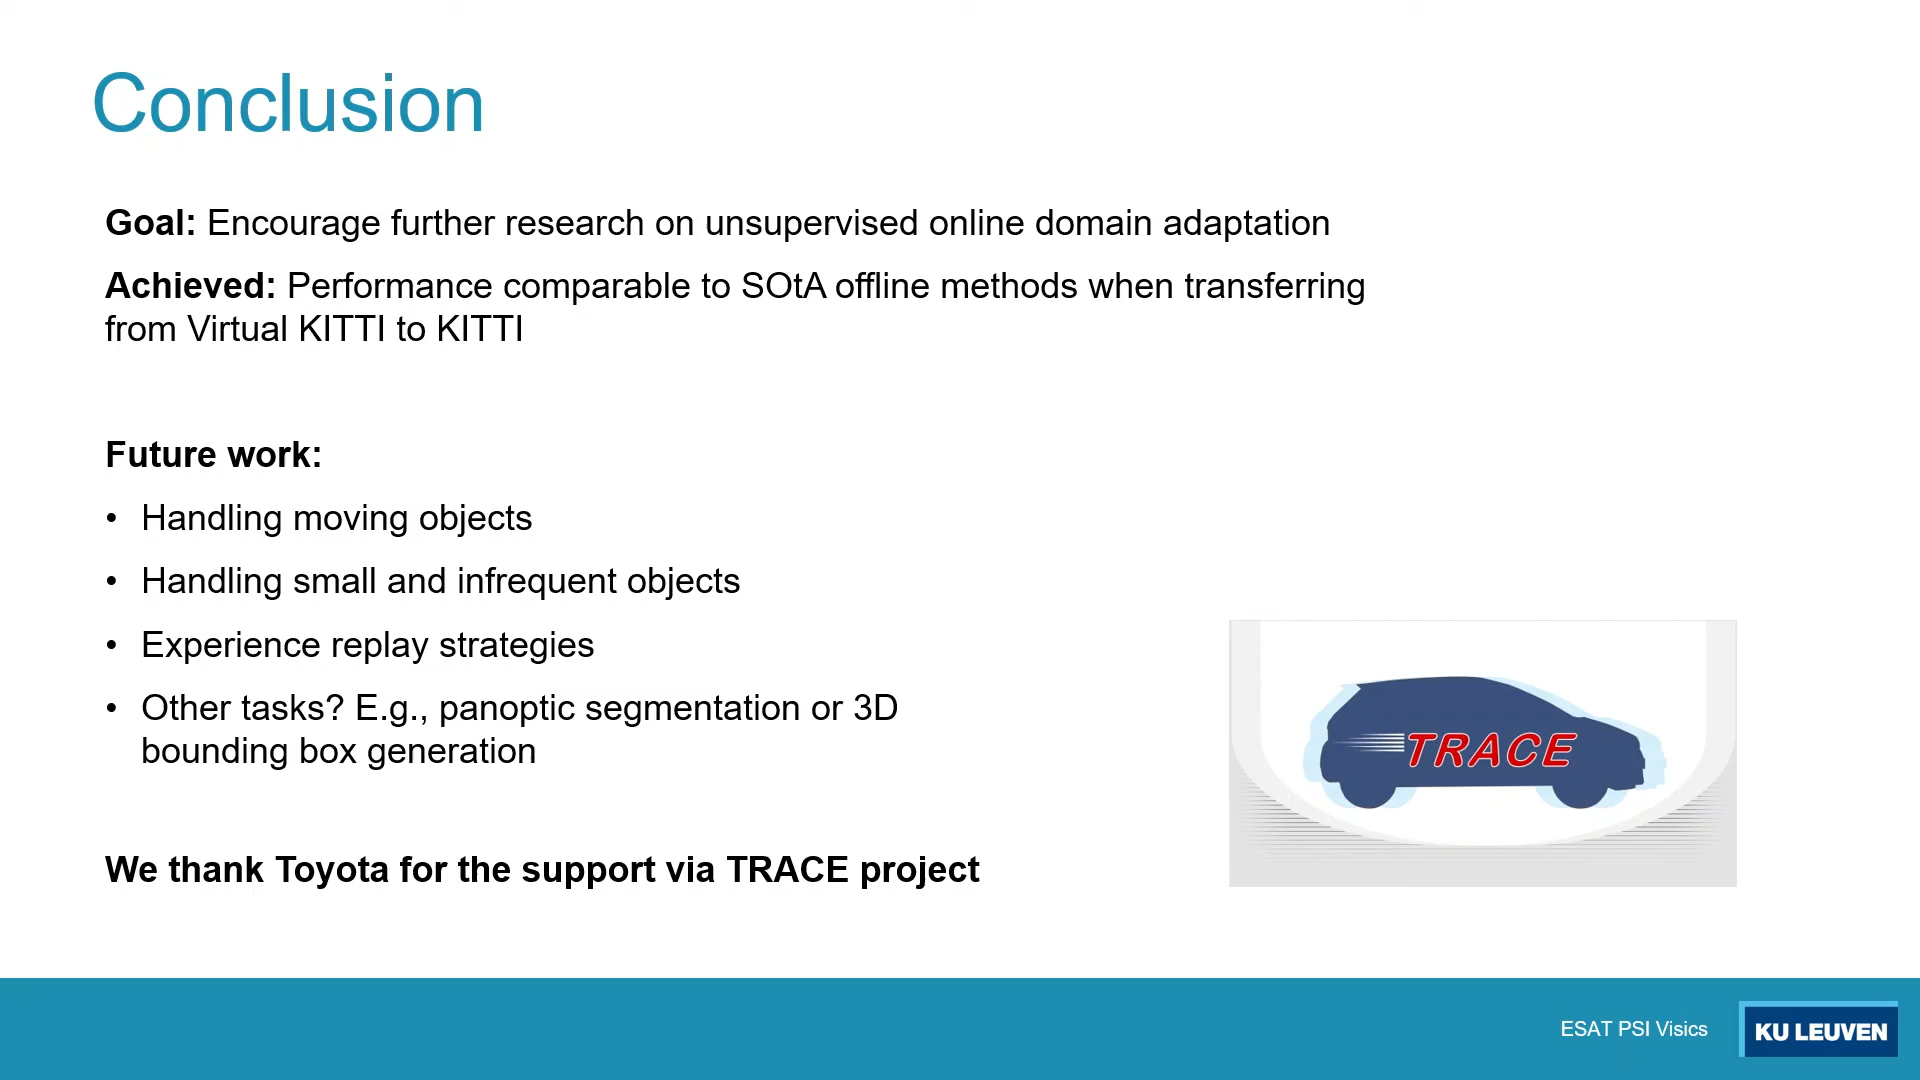 Conclusion
Goal: Encourage further research on unsupervised online domain adaptation
Achieved: Performance comparable to SOtA offline methods when transferring
from Virtual KITTI to KITTI
Future work:
• Handling moving objects
• Handling small and infrequent objects
• Experience replay strategies
• Other tasks? E.g., panoptic segmentation or 3D
bounding box generation
TRACE
We thank Toyota for the support via TRACE project
ESAT PSI Visics
KU LEUVEN